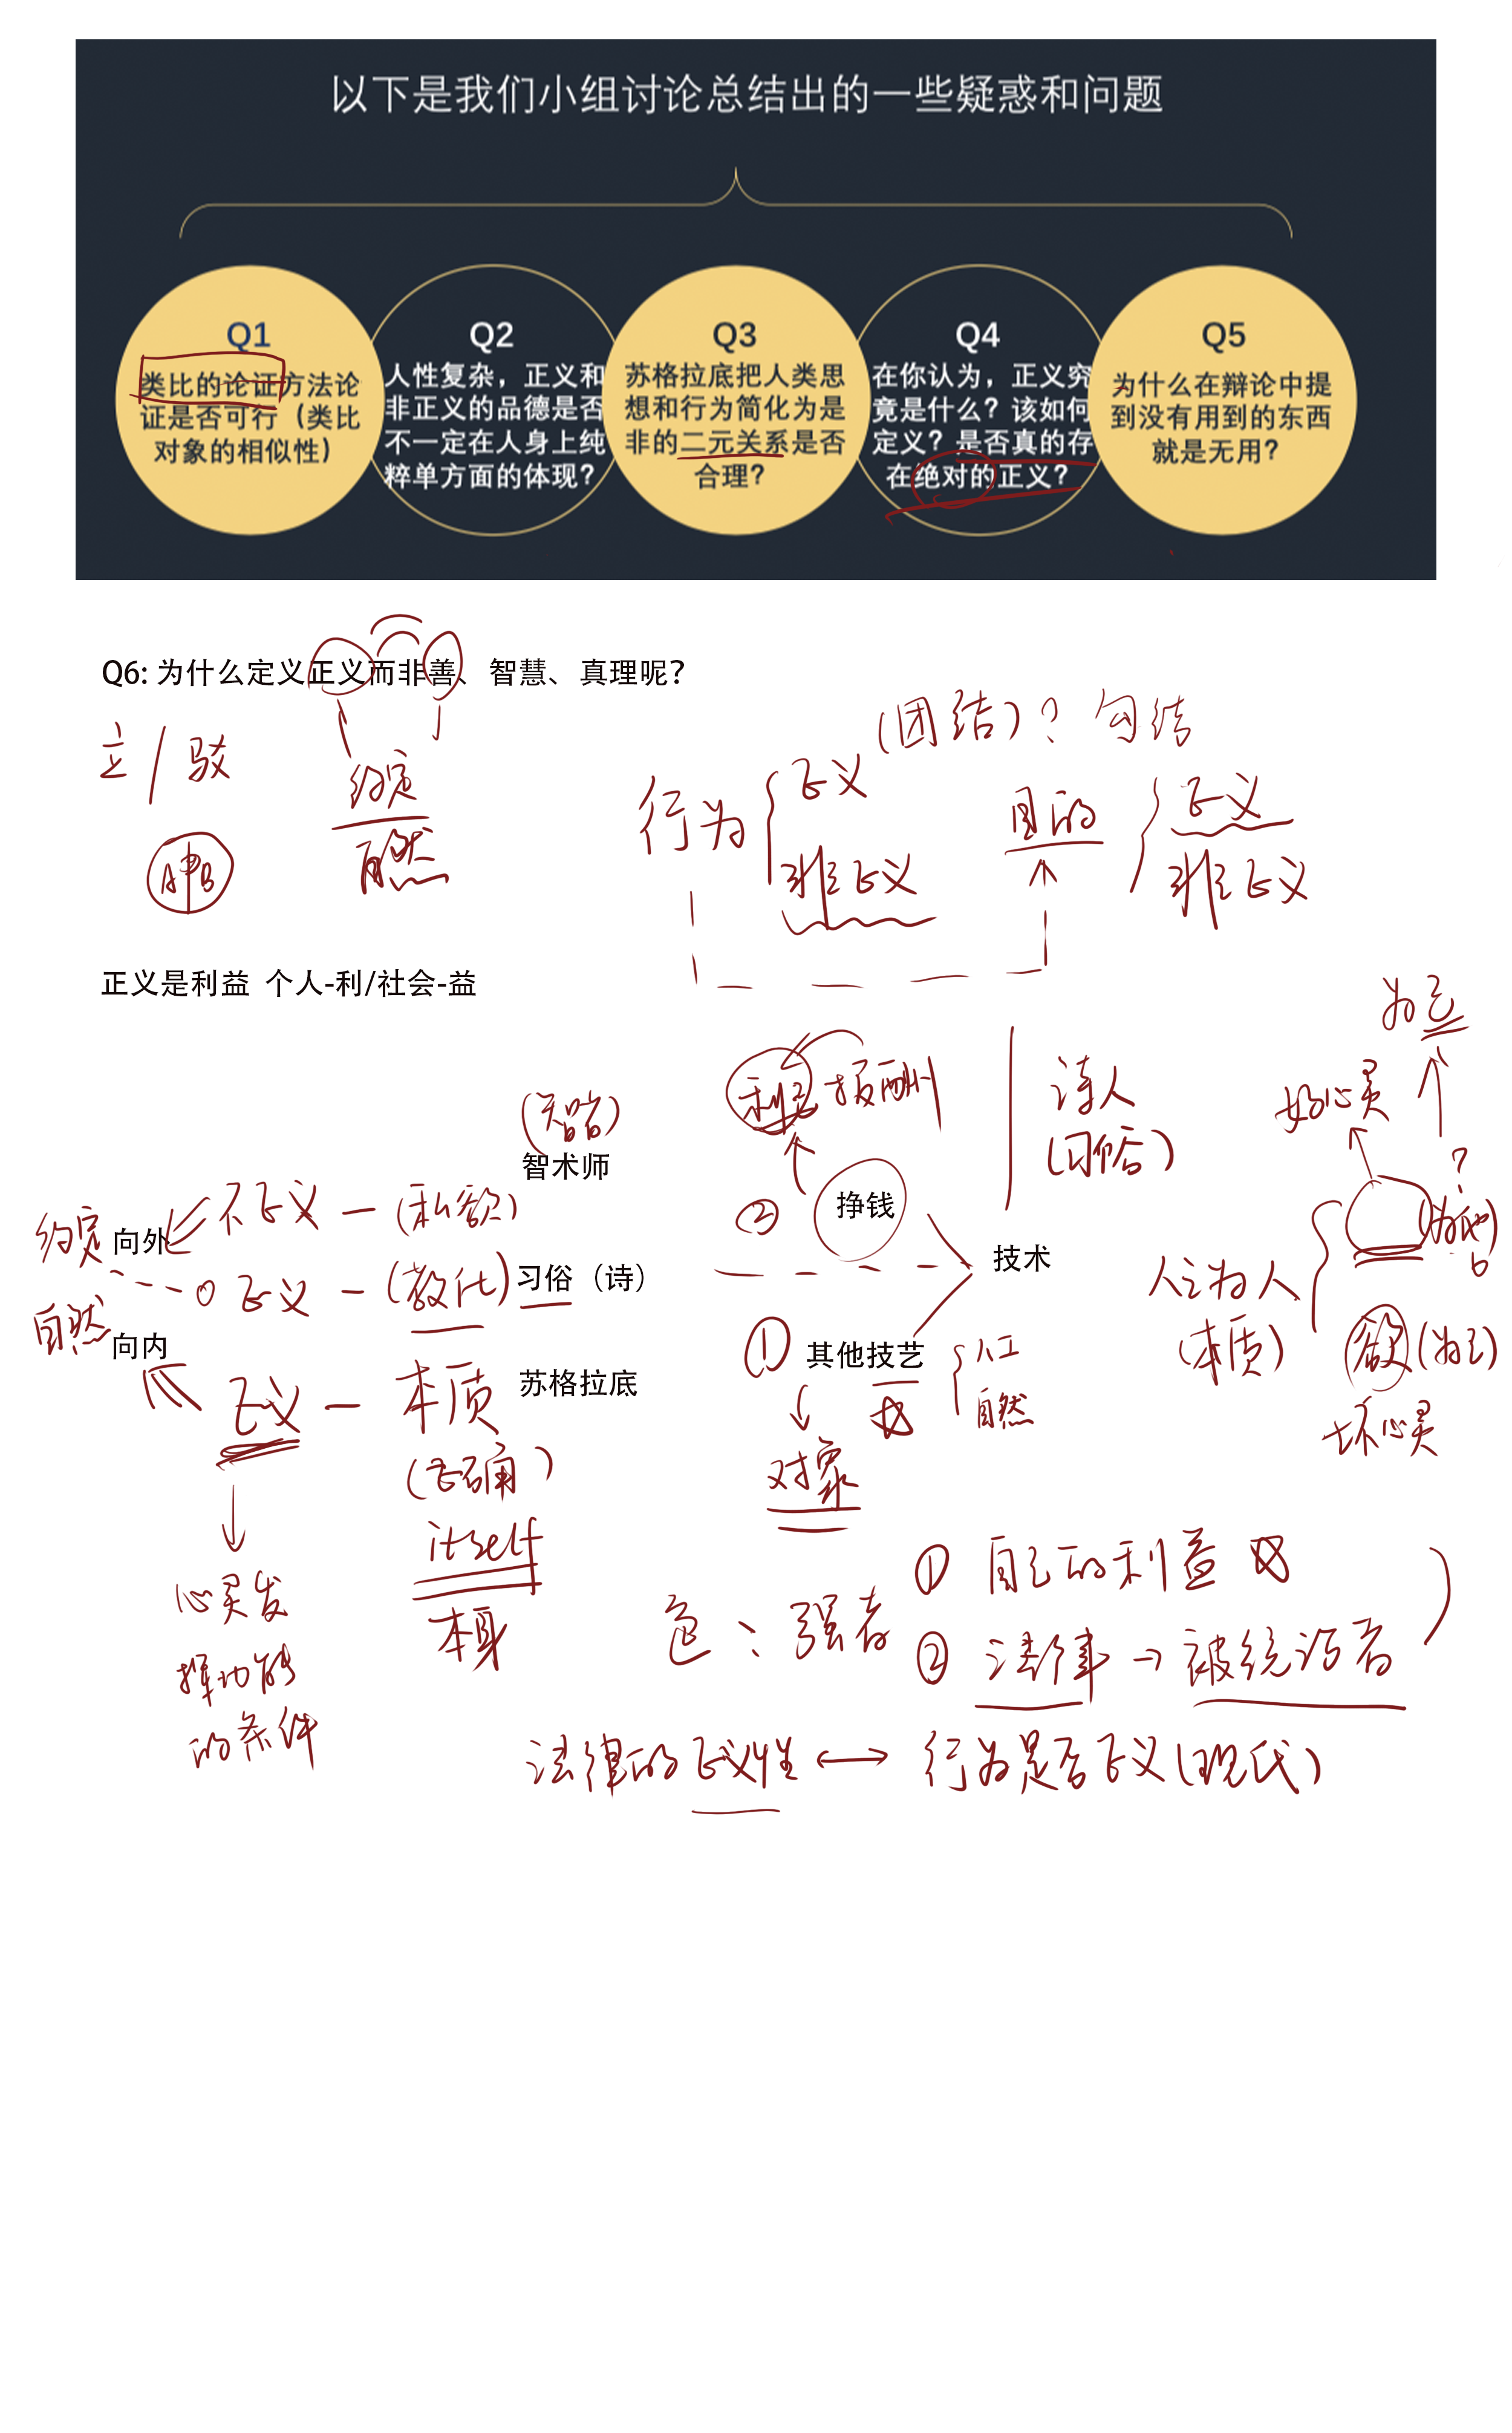 以下是我们小组讨论总结出的一些疑惑和问题
Q1
类比的论证方法论
证是否可行（类比
对象的相似性）
Q2
人性复杂，正义和
非正义的品德是否
不一定在人身上纯
粹单方面的体现？
Q3
苏格拉底把人类思
想和行为简化为是
非的二元关系是否
合理？
Q4
在你认为，正义究
竟是什么？该如何
定义？是否真的存
在绝对的正义？
Q5
为什么在辩论中提
到没有用到的东西
就是无用？
Q6: 为什么定义正义而非善、智慧、真理呢？
立/驳
A中B
约定
自然
(团结)? 勾结
行为
正义
非正义
目的
正义
非正义
正义是利益 个人-利/社会-益
(智者)
智术师
约定 向外 不正义 — (私欲)
正义 — (教化) 习俗（诗）
自然 向内
正义 — 本质 苏格拉底
itself
本身
心灵发
挥功能
的条件
利益 报酬
② 挣钱
技术
① 其他技艺
人工
自然
对象
诗人
(习俗)
为己
好心灵
?
(为他)
人之为人
(本质)
欲 (为己)
坏心灵
色：强者
① 自己的利益
② 法律→被统治者
法律的正义性 ↔ 行为是否正义(现代)